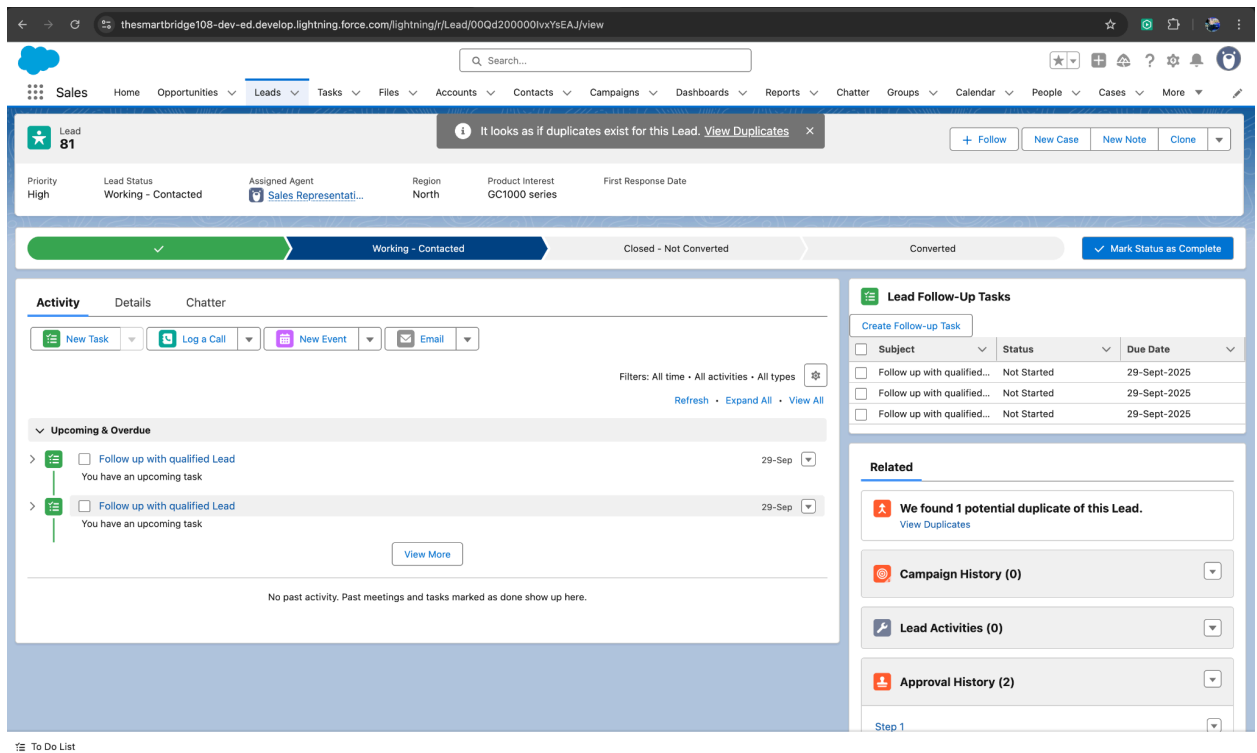 thesmartbridge108-dev-ed.develop.lightning.force.com/lightning/r/Lead/00Qd200000IvxYsEAJ/view
Search...
Sales Home Opportunities Leads Tasks Files Accounts Contacts Campaigns Dashboards Reports Chatter Groups Calendar People Cases More
It looks as if duplicates exist for this Lead. View Duplicates
Lead
81
Follow New Case New Note Clone
Priority Lead Status Assigned Agent Region Product Interest First Response Date
High Working - Contacted Sales Representati... North GC1000 series
Working - Contacted Closed - Not Converted Converted Mark Status as Complete
Activity Details Chatter
New Task Log a Call New Event Email
Filters: All time • All activities • All types
Refresh • Expand All • View All
Upcoming & Overdue
Follow up with qualified Lead 29-Sep
You have an upcoming task
Follow up with qualified Lead 29-Sep
You have an upcoming task
View More
No past activity. Past meetings and tasks marked as done show up here.
Lead Follow-Up Tasks
Create Follow-up Task
Subject Status Due Date
Follow up with qualified... Not Started 29-Sept-2025
Follow up with qualified... Not Started 29-Sept-2025
Follow up with qualified... Not Started 29-Sept-2025
Related
We found 1 potential duplicate of this Lead.
View Duplicates
Campaign History (0)
Lead Activities (0)
Approval History (2)
Step 1
To Do List